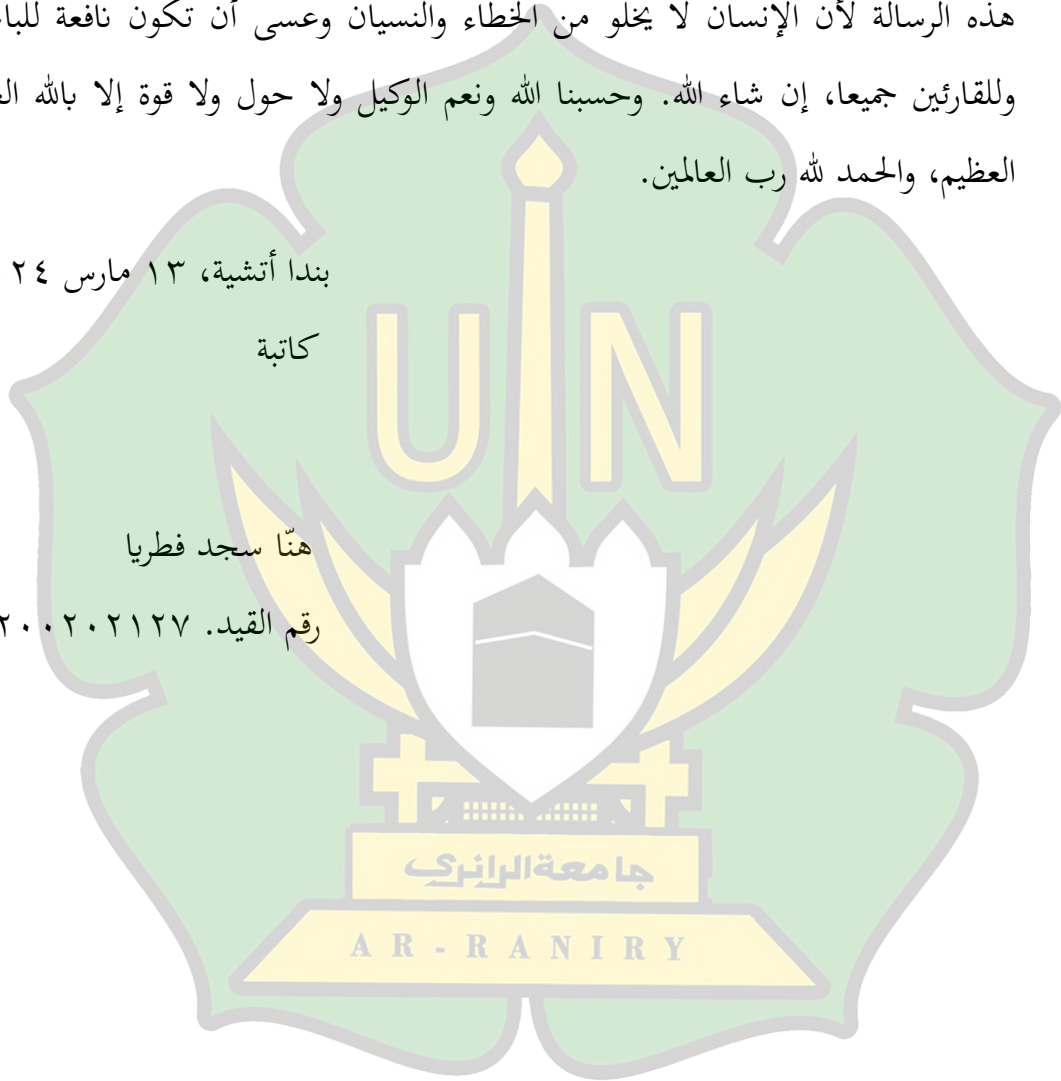 هذه الرسالة لأن الإنسان لا يخلو من الخطاء والنسيان وعسى أن تكون نافعة
وللقارئين جميعا، إن شاء الله. وحسبنا الله ونعم الوكيل ولا حول ولا قوة إلا بالله
العظيم، والحمد لله رب العالمين.
بندا أتشية، ١٣ مارس ٢٤
كاتبة
UIN
هنّا سجد فطريا
رقم القيد. ٢٠٠٢٠٢١٢٧
جامعة الرانري
AR-RANIRY